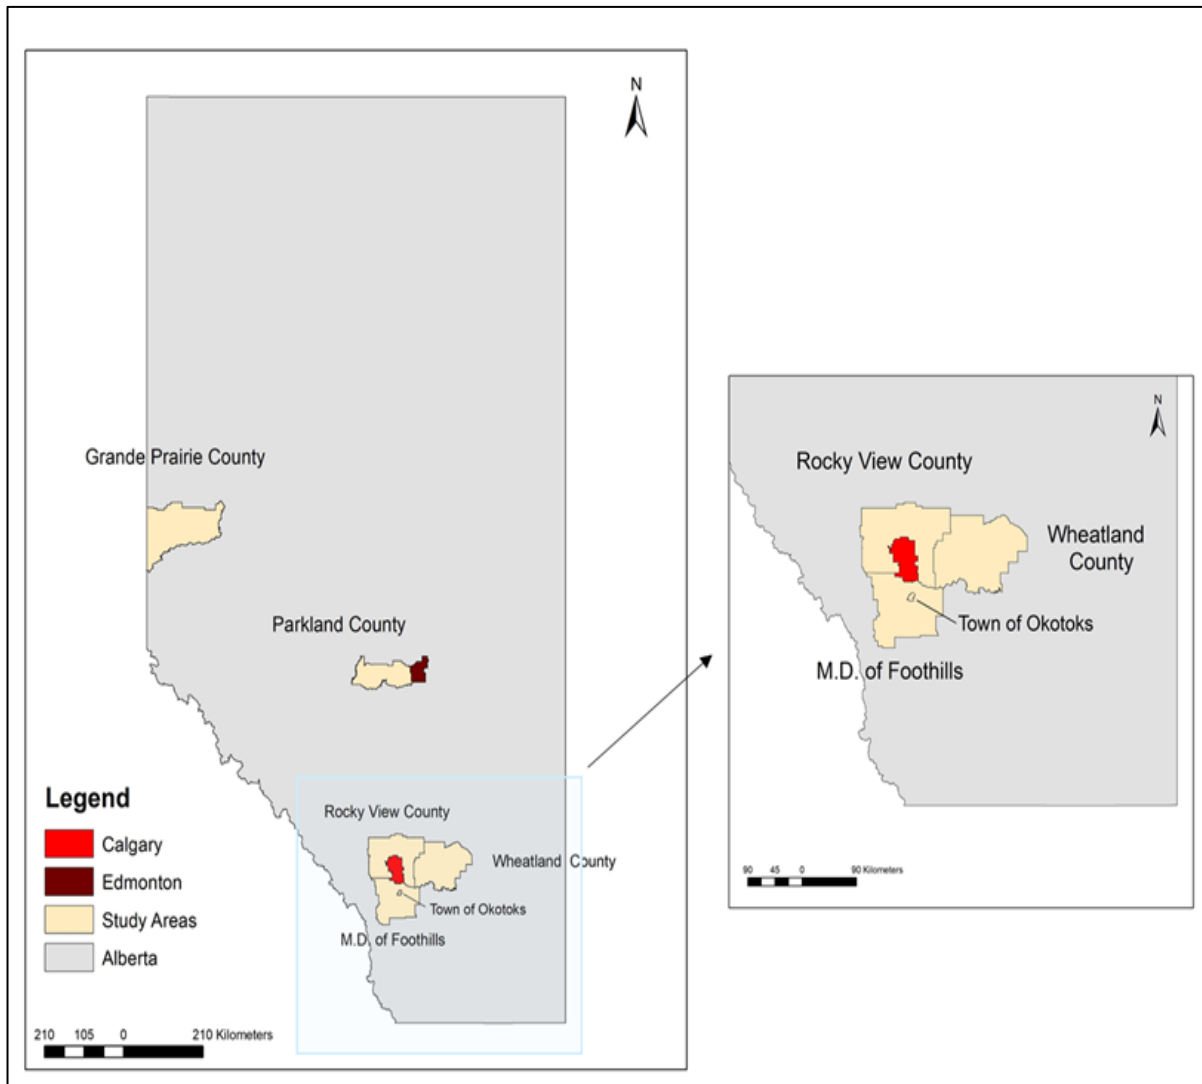 N
Grande Prairie County
Parkland County
Rocky View County
Wheatland County
Town of Okotoks
M.D. of Foothills
Legend
Calgary
Edmonton
Study Areas
Alberta
210 105 0 210 Kilometers
N
Rocky View County
Wheatland
County
Town of Okotoks
M.D. of Foothills
90 45 0 90 Kilometers